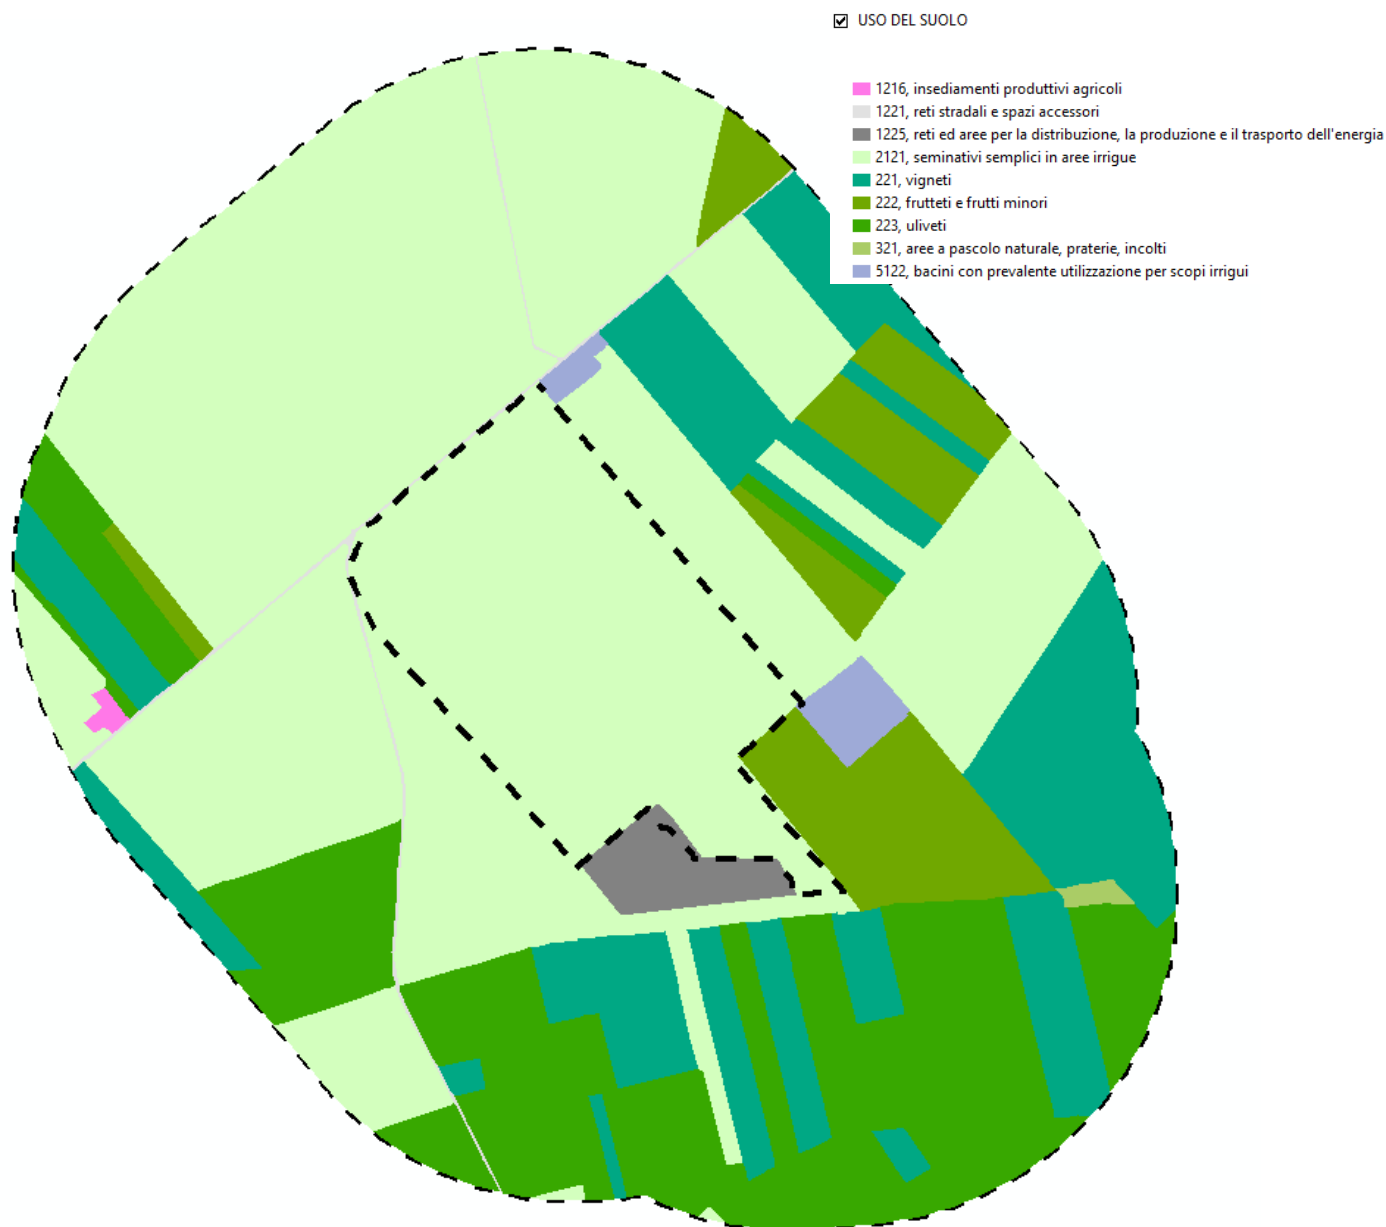 USO DEL SUOLO
1216, insediamenti produttivi agricoli
1221, reti stradali e spazi accessori
1225, reti ed aree per la distribuzione, la produzione e il trasporto dell'energia
2121, seminativi semplici in aree irrigue
221, vigneti
222, frutteti e frutti minori
223, uliveti
321, aree a pascolo naturale, praterie, incolti
5122, bacini con prevalente utilizzazione per scopi irrigui